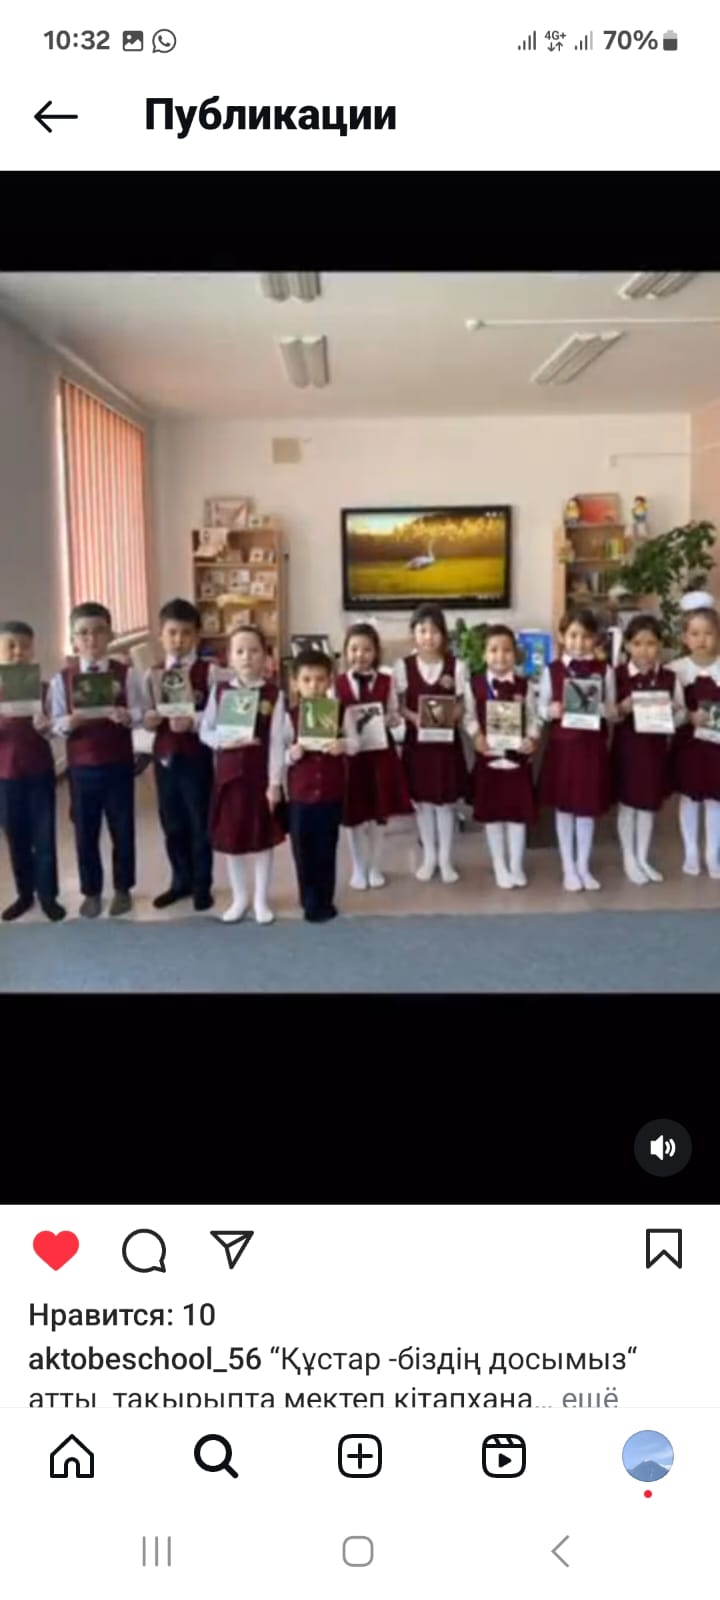 10:32 4G+ 70%
Публикации
Нравится: 10
aktobeschool_56 “Құстар -біздің досымыз“
атты тақырыпта мектеп кітапхана... ещё